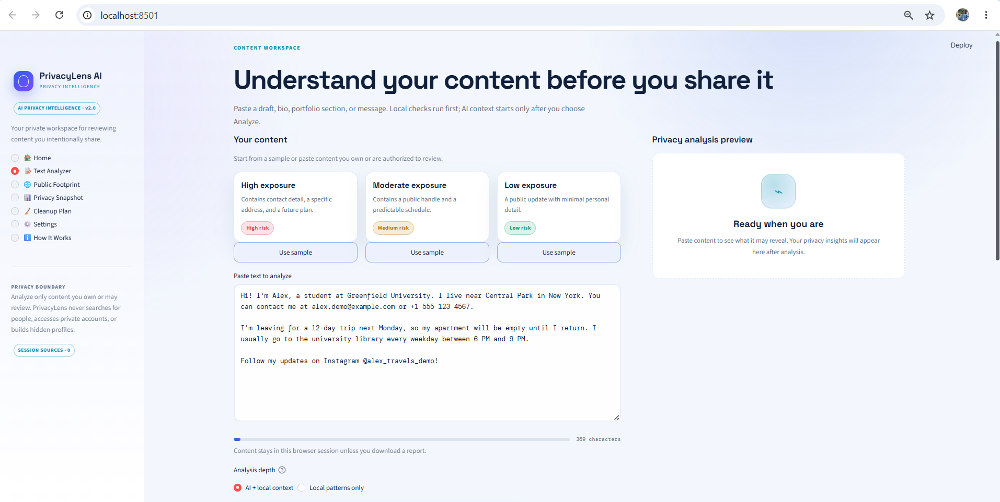 localhost:8501
Deploy
PrivacyLens AI
PRIVACY INTELLIGENCE
AI PRIVACY INTELLIGENCE · v2.0
Your private workspace for reviewing
content you intentionally share.
Home
Text Analyzer
Public Footprint
Privacy Snapshot
Cleanup Plan
Settings
How It Works
PRIVACY BOUNDARY
Analyze only content you own or may
review. PrivacyLens never searches for
people, accesses private accounts, or
builds hidden profiles.
SESSION SOURCES · 0
CONTENT WORKSPACE
Understand your content before you share it
Paste a draft, bio, portfolio section, or message. Local checks run first; AI context starts only after you choose
Analyze.
Your content
Start from a sample or paste content you own or are authorized to review.
High exposure
Contains contact detail, a specific
address, and a future plan.
High risk
Use sample
Moderate exposure
Contains a public handle and a
predictable schedule.
Medium risk
Use sample
Low exposure
A public update with minimal personal
detail.
Low risk
Use sample
Paste text to analyze
Hi! I'm Alex, a student at Greenfield University. I live near Central Park in New York. You
can contact me at alex.demo@example.com or +1 555 123 4567.
I'm leaving for a 12-day trip next Monday, so my apartment will be empty until I return. I
usually go to the university library every weekday between 6 PM and 9 PM.
Follow my updates on Instagram @alex_travels_demo!
369 characters
Content stays in this browser session unless you download a report.
Analysis depth
AI + local context
Local patterns only
Privacy analysis preview
Ready when you are
Paste content to see what it may reveal. Your privacy insights will appear
here after analysis.